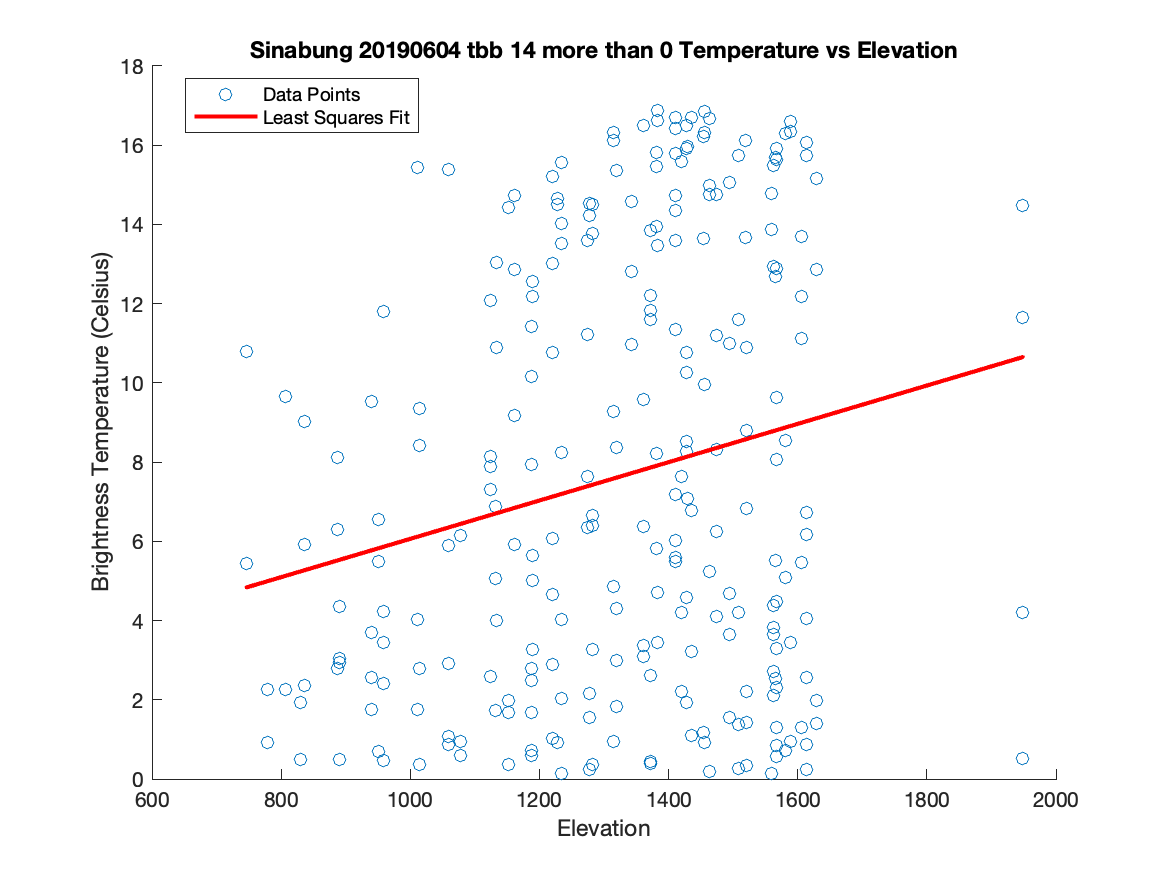 Sinabung 20190604 tbb 14 more than 0 Temperature vs Elevation
Data Points
Least Squares Fit
Brightness Temperature (Celsius)
18
16
14
12
10
8
6
4
2
0
600 800 1000 1200 1400 1600 1800 2000
Elevation